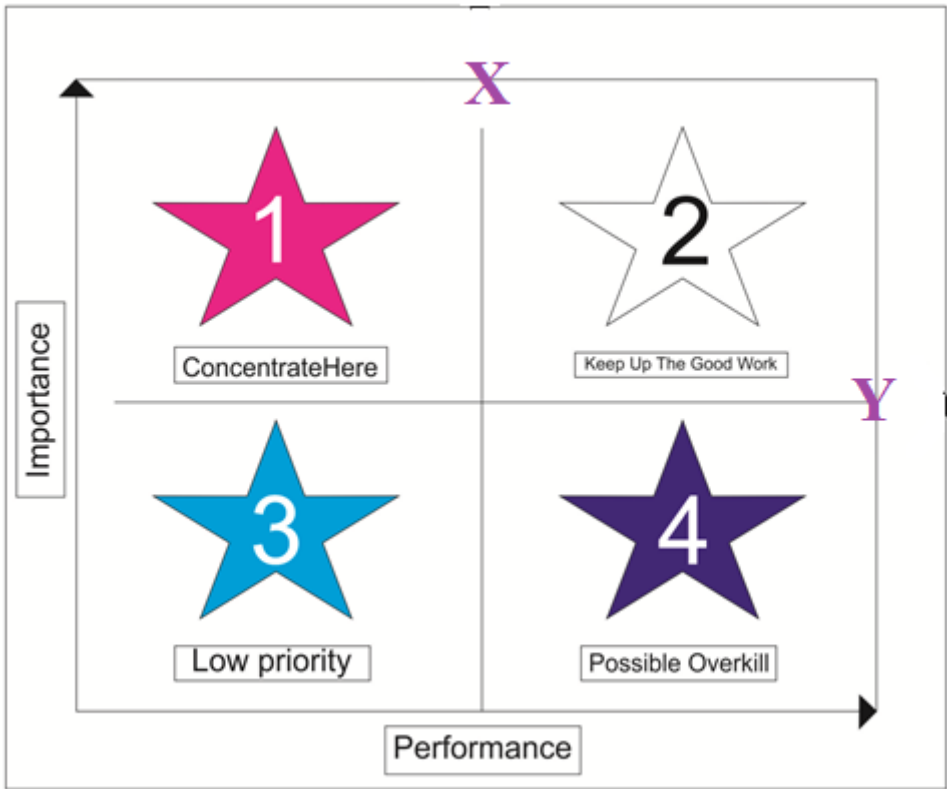 X
1
2
ConcentrateHere
Keep Up The Good Work
Importance
Y
3
4
Low priority
Possible Overkill
Performance